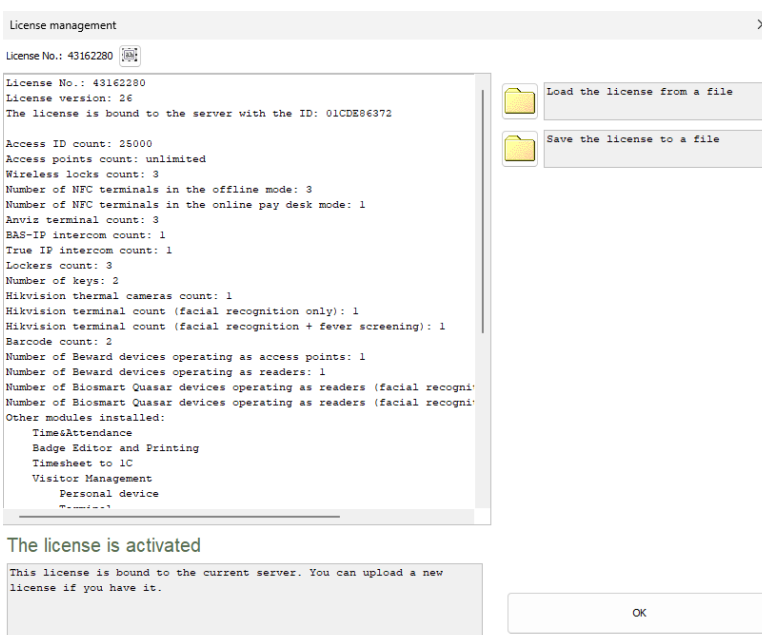 License management
License No.: 43162280
License No.: 43162280
License version: 26
The license is bound to the server with the ID: 01CDE86372
Access ID count: 25000
Access points count: unlimited
Wireless locks count: 3
Number of NFC terminals in the offline mode: 3
Number of NFC terminals in the online pay desk mode: 1
Anviz terminal count: 3
BAS-IP intercom count: 1
True IP intercom count: 1
Lockers count: 3
Number of keys: 2
Hikvision thermal cameras count: 1
Hikvision terminal count (facial recognition only): 1
Hikvision terminal count (facial recognition + fever screening): 1
Barcode count: 2
Number of Beward devices operating as access points: 1
Number of Beward devices operating as readers: 1
Number of Biosmart Quasar devices operating as readers (facial
Number of Biosmart Quasar devices operating as readers (facial
Other modules installed:
Time&Attendance
Badge Editor and Printing
Timesheet to 1C
Visitor Management
Personal device
Load the license from a file
Save the license to a file
The license is activated
This license is bound to the current server. You can upload a new
license if you have it.
OK